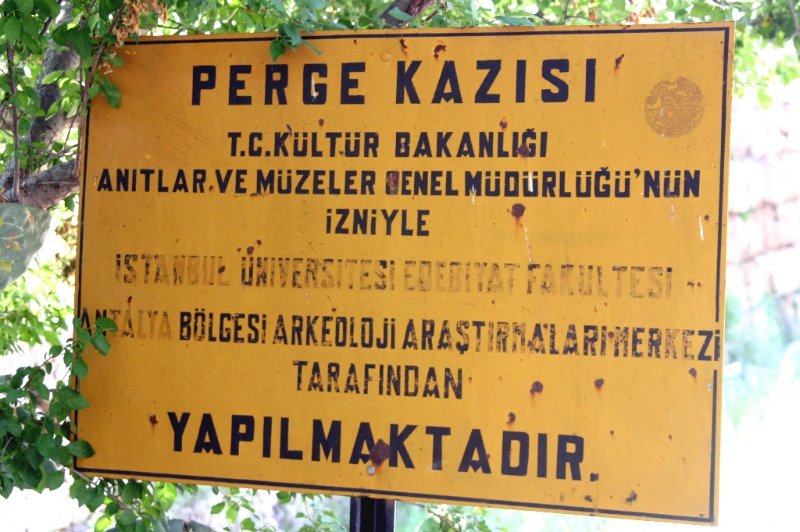 PERGE KAZISI
T.C.KÜLTÜR BAKANLIĞI
ANITLAR.VE MÜZELER GENEL MÜDÜRLÜĞÜ'NÜN
İZNİYLE
İSTANBUL ÜNİVERSİTESİ EDEBİYAT FAKÜLTESİ
ANTALYA BÖLGESİ ARKEOLOJİ ARAŞTIRMALARI MERKEZİ
TARAFINDAN
YAPILMAKTADIR.